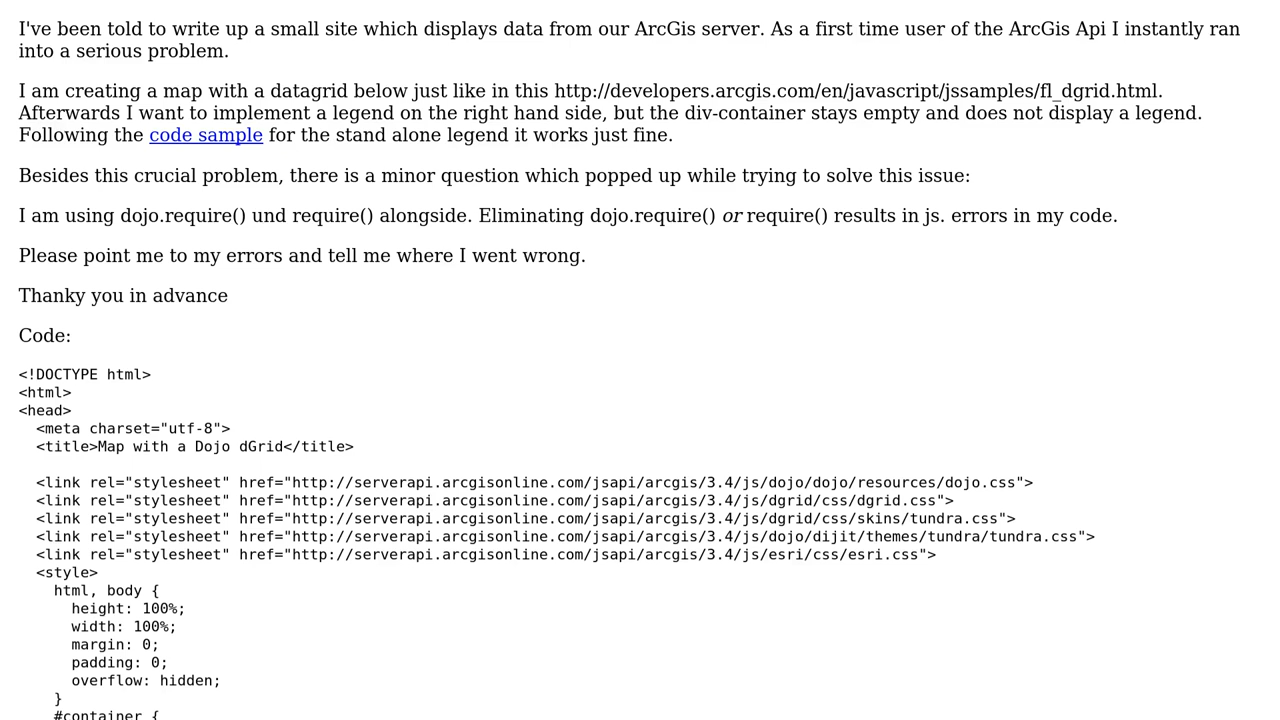 I've been told to write up a small site which displays data from our ArcGis server. As a first time user of the ArcGis Api I instantly ran
into a serious problem.
I am creating a map with a datagrid below just like in this http://developers.arcgis.com/en/javascript/jssamples/fl_dgrid.html.
Afterwards I want to implement a legend on the right hand side, but the div-container stays empty and does not display a legend.
Following the code sample for the stand alone legend it works just fine.
Besides this crucial problem, there is a minor question which popped up while trying to solve this issue:
I am using dojo.require() und require() alongside. Eliminating dojo.require() or require() results in js. errors in my code.
Please point me to my errors and tell me where I went wrong.
Thanky you in advance
Code:
<!DOCTYPE html>
<html>
<head>
  <meta charset="utf-8">
  <title>Map with a Dojo dGrid</title>
  <link rel="stylesheet" href="http://serverapi.arcgisonline.com/jsapi/arcgis/3.4/js/dojo/dojo/resources/dojo.css">
  <link rel="stylesheet" href="http://serverapi.arcgisonline.com/jsapi/arcgis/3.4/js/dgrid/css/dgrid.css">
  <link rel="stylesheet" href="http://serverapi.arcgisonline.com/jsapi/arcgis/3.4/js/dgrid/css/skins/tundra.css">
  <link rel="stylesheet" href="http://serverapi.arcgisonline.com/jsapi/arcgis/3.4/js/dojo/dijit/themes/tundra/tundra.css">
  <link rel="stylesheet" href="http://serverapi.arcgisonline.com/jsapi/arcgis/3.4/js/esri/css/esri.css">
  <style>
    html, body {
      height: 100%;
      width: 100%;
      margin: 0;
      padding: 0;
      overflow: hidden;
    }
    #container {